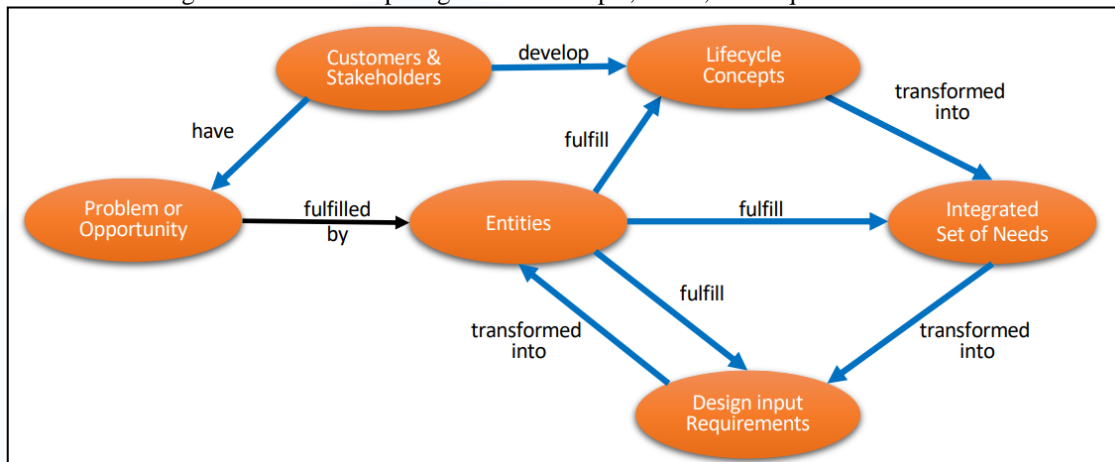 Customers &
Stakeholders
develop
Lifecycle
Concepts
transformed
into
have
fulfill
Problem or
Opportunity
fulfilled
by
Entities
fulfill
Integrated
Set of Needs
fulfill
transformed
into
transformed
into
Design input
Requirements